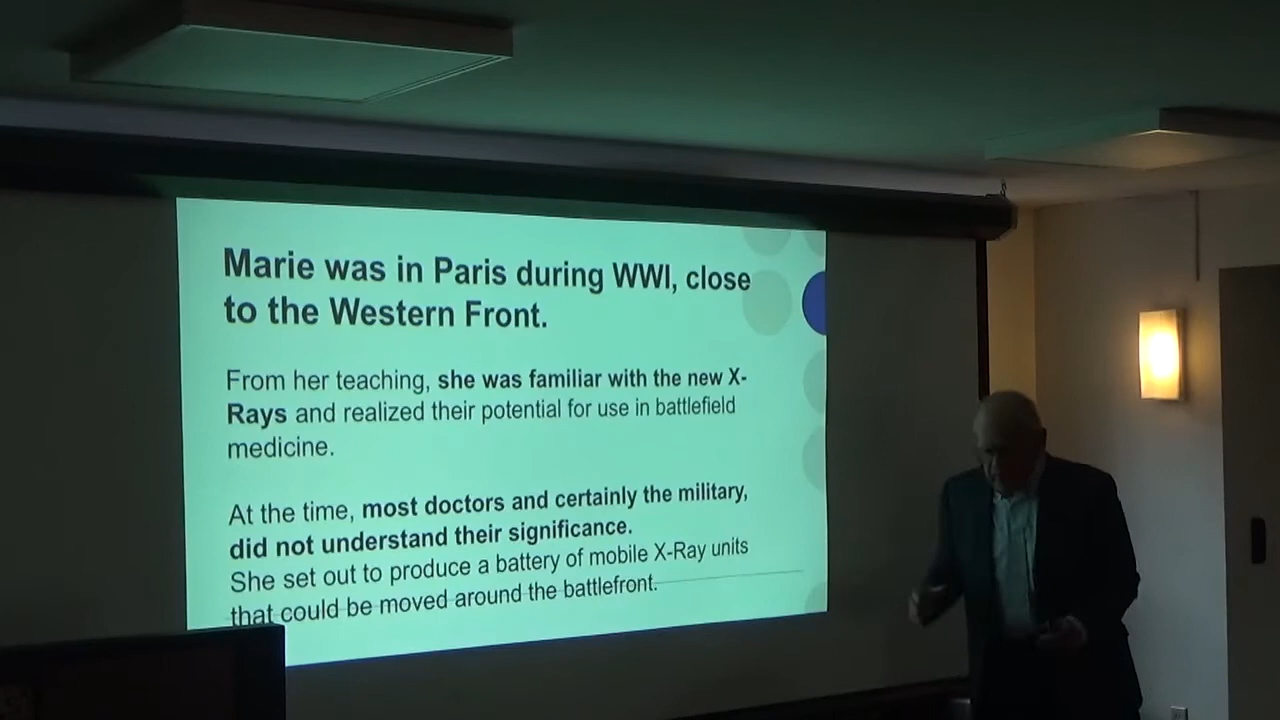 Marie was in Paris during WWI, close
to the Western Front.
From her teaching, she was familiar with the new X-
Rays and realized their potential for use in battlefield
medicine.
At the time, most doctors and certainly the military,
did not understand their significance.
She set out to produce a battery of mobile X-Ray units
that could be moved around the battlefront.